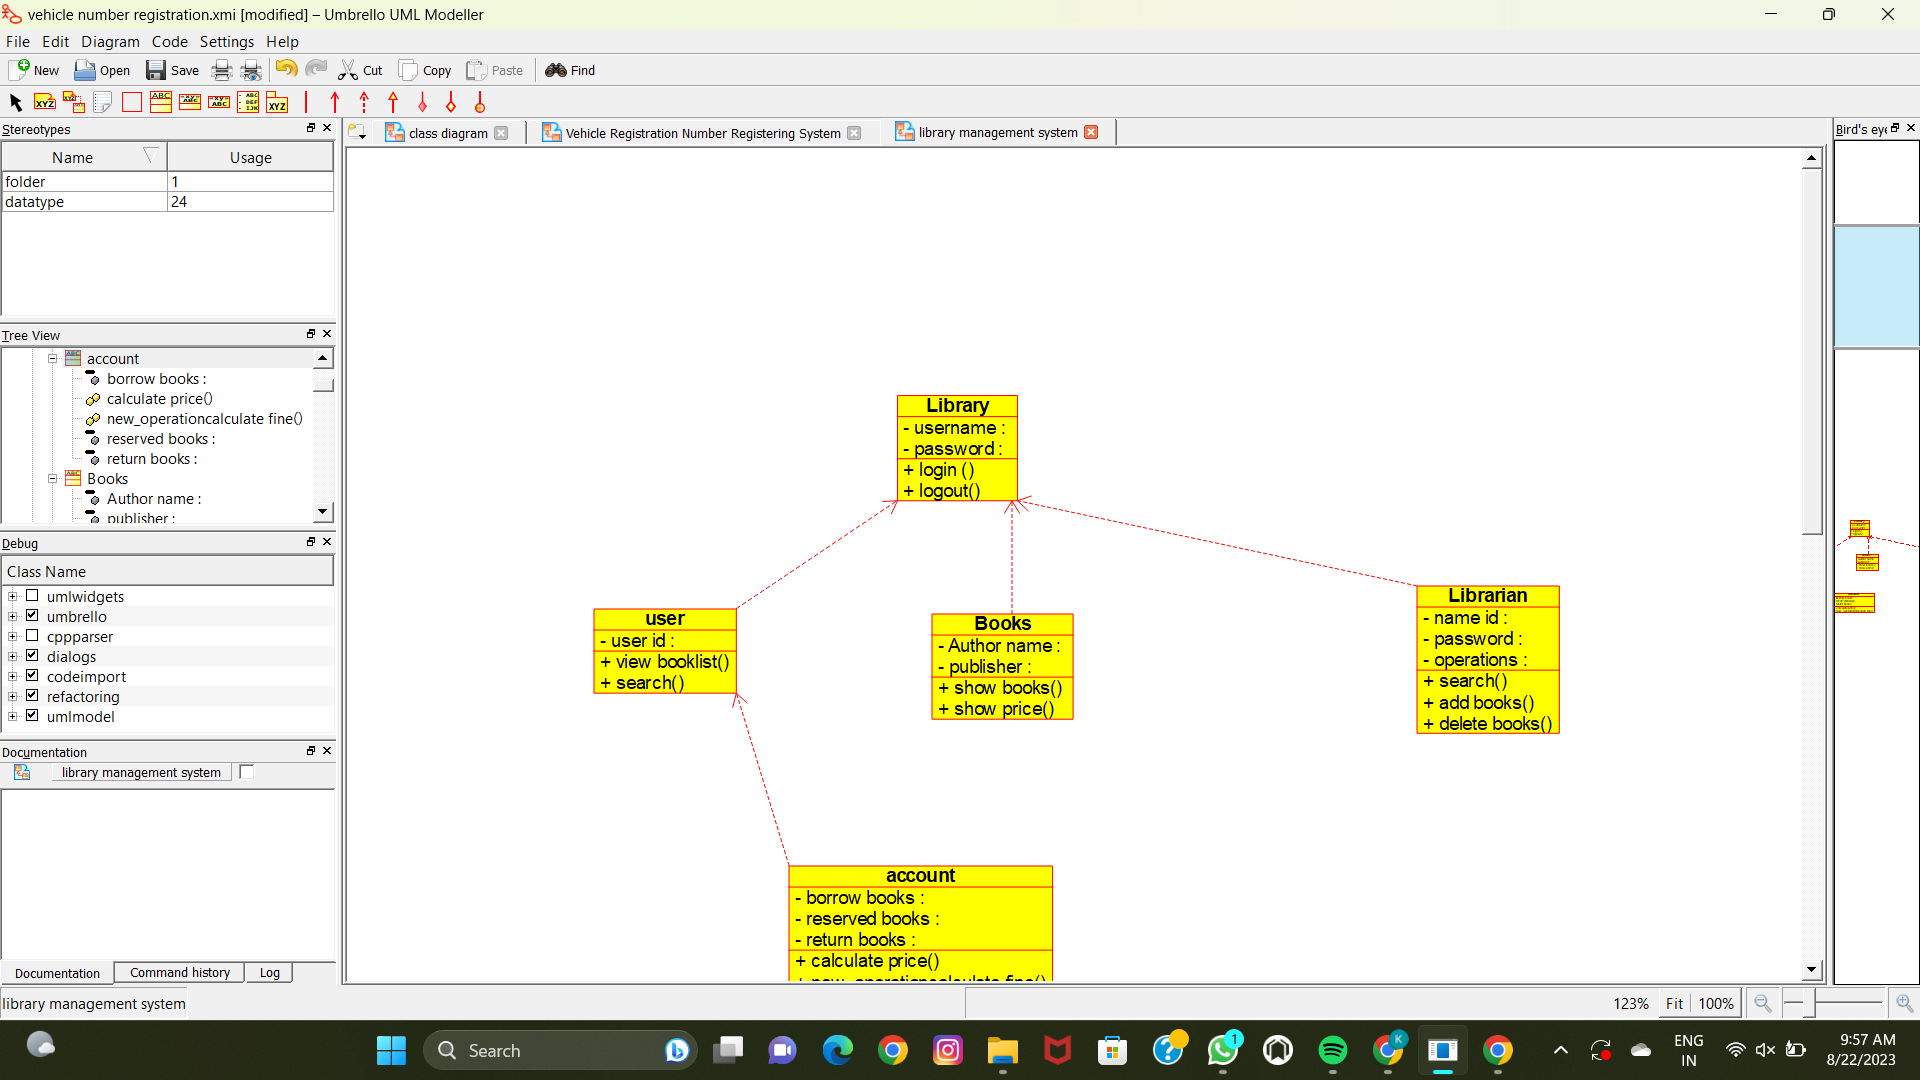 vehicle number registration.xmi [modified] – Umbrello UML Modeller
File Edit Diagram Code Settings Help
New Open Save Cut Copy Paste Find
Stereotypes
Name Usage
folder 1
datatype 24
Tree View
account
borrow books :
calculate price()
new_operationcalculate fine()
reserved books :
return books :
Books
Author name :
publisher :
Debug
Class Name
umlwidgets
umbrello
cppparser
dialogs
codeimport
refactoring
umlmodel
Documentation
library management system
Documentation Command history Log
library management system
class diagram Vehicle Registration Number Registering System library management system
Library
- username :
- password :
+ login ()
+ logout()
user
- user id :
+ view booklist()
+ search()
Books
- Author name :
- publisher :
+ show books()
+ show price()
Librarian
- name id :
- password :
- operations :
+ search()
+ add books()
+ delete books()
account
- borrow books :
- reserved books :
- return books :
+ calculate price()
+ new_operationcalculate fine()
Bird's eye
123% Fit 100%
Search
ENG
IN
9:57 AM
8/22/2023